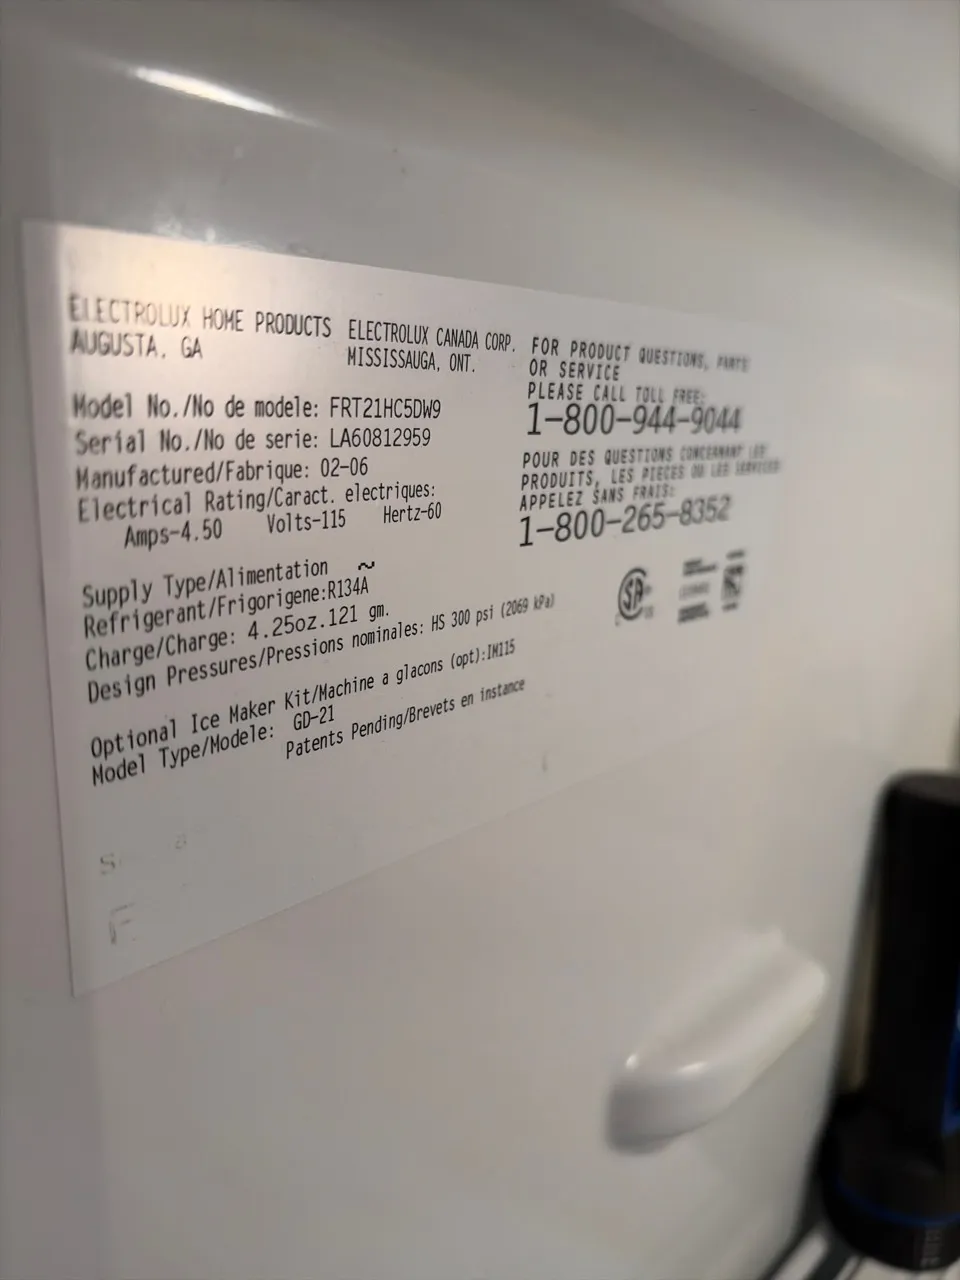 ELECTROLUX HOME PRODUCTS
AUGUSTA, GA
ELECTROLUX CANADA CORP.
MISSISSAUGA, ONT.
Model No./No de modele: FRT21HC5DW9
Serial No./No de serie: LA60812959
Manufactured/Fabrique: 02-06
Electrical Rating/Caract. electriques:
Amps-4.50 Volts-115 Hertz-60
Supply Type/Alimentation ~
Refrigerant/Frigorigene:R134A
Charge/Charge: 4.25oz.121 gm.
Design Pressures/Pressions nominales: HS 300 psi (2069 kPa)
Optional Ice Maker Kit/Machine a glacons (opt):IMI15
Model Type/Modele: GD-21
Patents Pending/Brevets en instance
FOR PRODUCT QUESTIONS, PARTS
OR SERVICE
PLEASE CALL TOLL FREE:
1-800-944-9044
POUR DES QUESTIONS CONCERNANT LES
PRODUITS, LES PIECES OU LES SERVICES
APPELEZ SANS FRAIS:
1-800-265-8352
SA
S
F